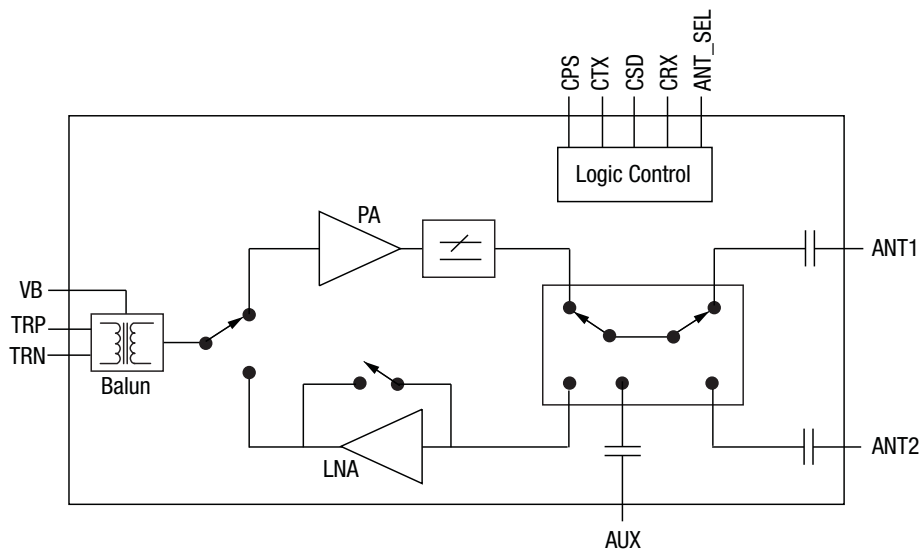 CPS
CTX
CSD
CRX
ANT_SEL
Logic Control
PA
ANT1
VB
TRP
TRN
Balun
LNA
ANT2
AUX